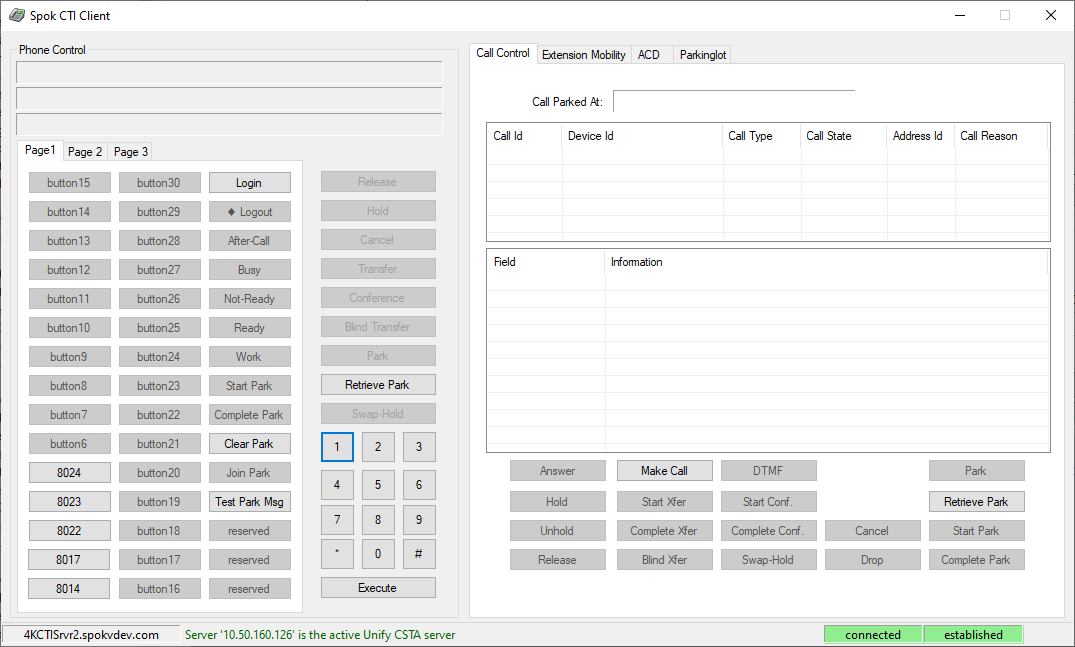 Spok CTI Client
Phone Control
Page1 Page 2 Page 3
button15 button30 Login
button14 button29 ♦ Logout
button13 button28 After-Call
button12 button27 Busy
button11 button26 Not-Ready
button10 button25 Ready
button9 button24 Work
button8 button23 Start Park
button7 button22 Complete Park
button6 button21 Clear Park
8024 button20 Join Park
8023 button19 Test Park Msg
8022 button18 reserved
8017 button17 reserved
8014 button16 reserved
Release
Hold
Cancel
Transfer
Conference
Blind Transfer
Park
Retrieve Park
Swap-Hold
1 2 3
4 5 6
7 8 9
* 0 #
Execute
Call Control Extension Mobility ACD Parkinglot
Call Parked At:
Call Id Device Id Call Type Call State Address Id Call Reason
Field Information
Answer Make Call DTMF Park
Hold Start Xfer Start Conf. Retrieve Park
Unhold Complete Xfer Complete Conf. Cancel Start Park
Release Blind Xfer Swap-Hold Drop Complete Park
4KCTISrvr2.spokvdev.com Server '10.50.160.126' is the active Unify CSTA server connected established